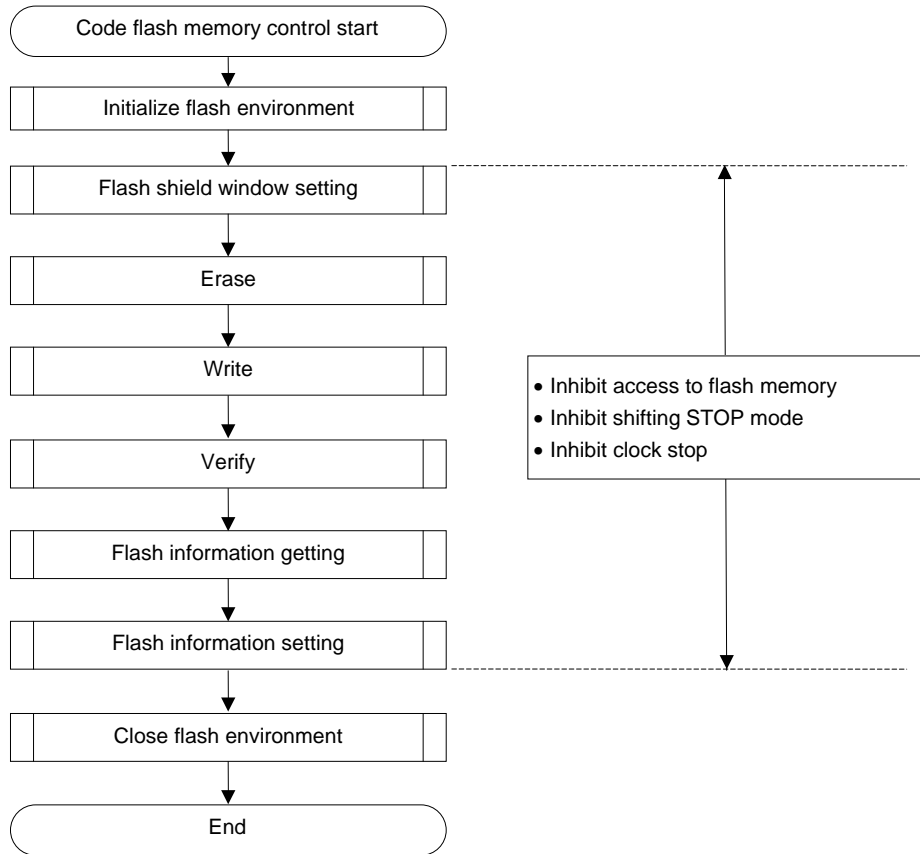 Code flash memory control start
Initialize flash environment
Flash shield window setting
Erase
Write
Verify
Flash information getting
Flash information setting
Close flash environment
End
• Inhibit access to flash memory
• Inhibit shifting STOP mode
• Inhibit clock stop